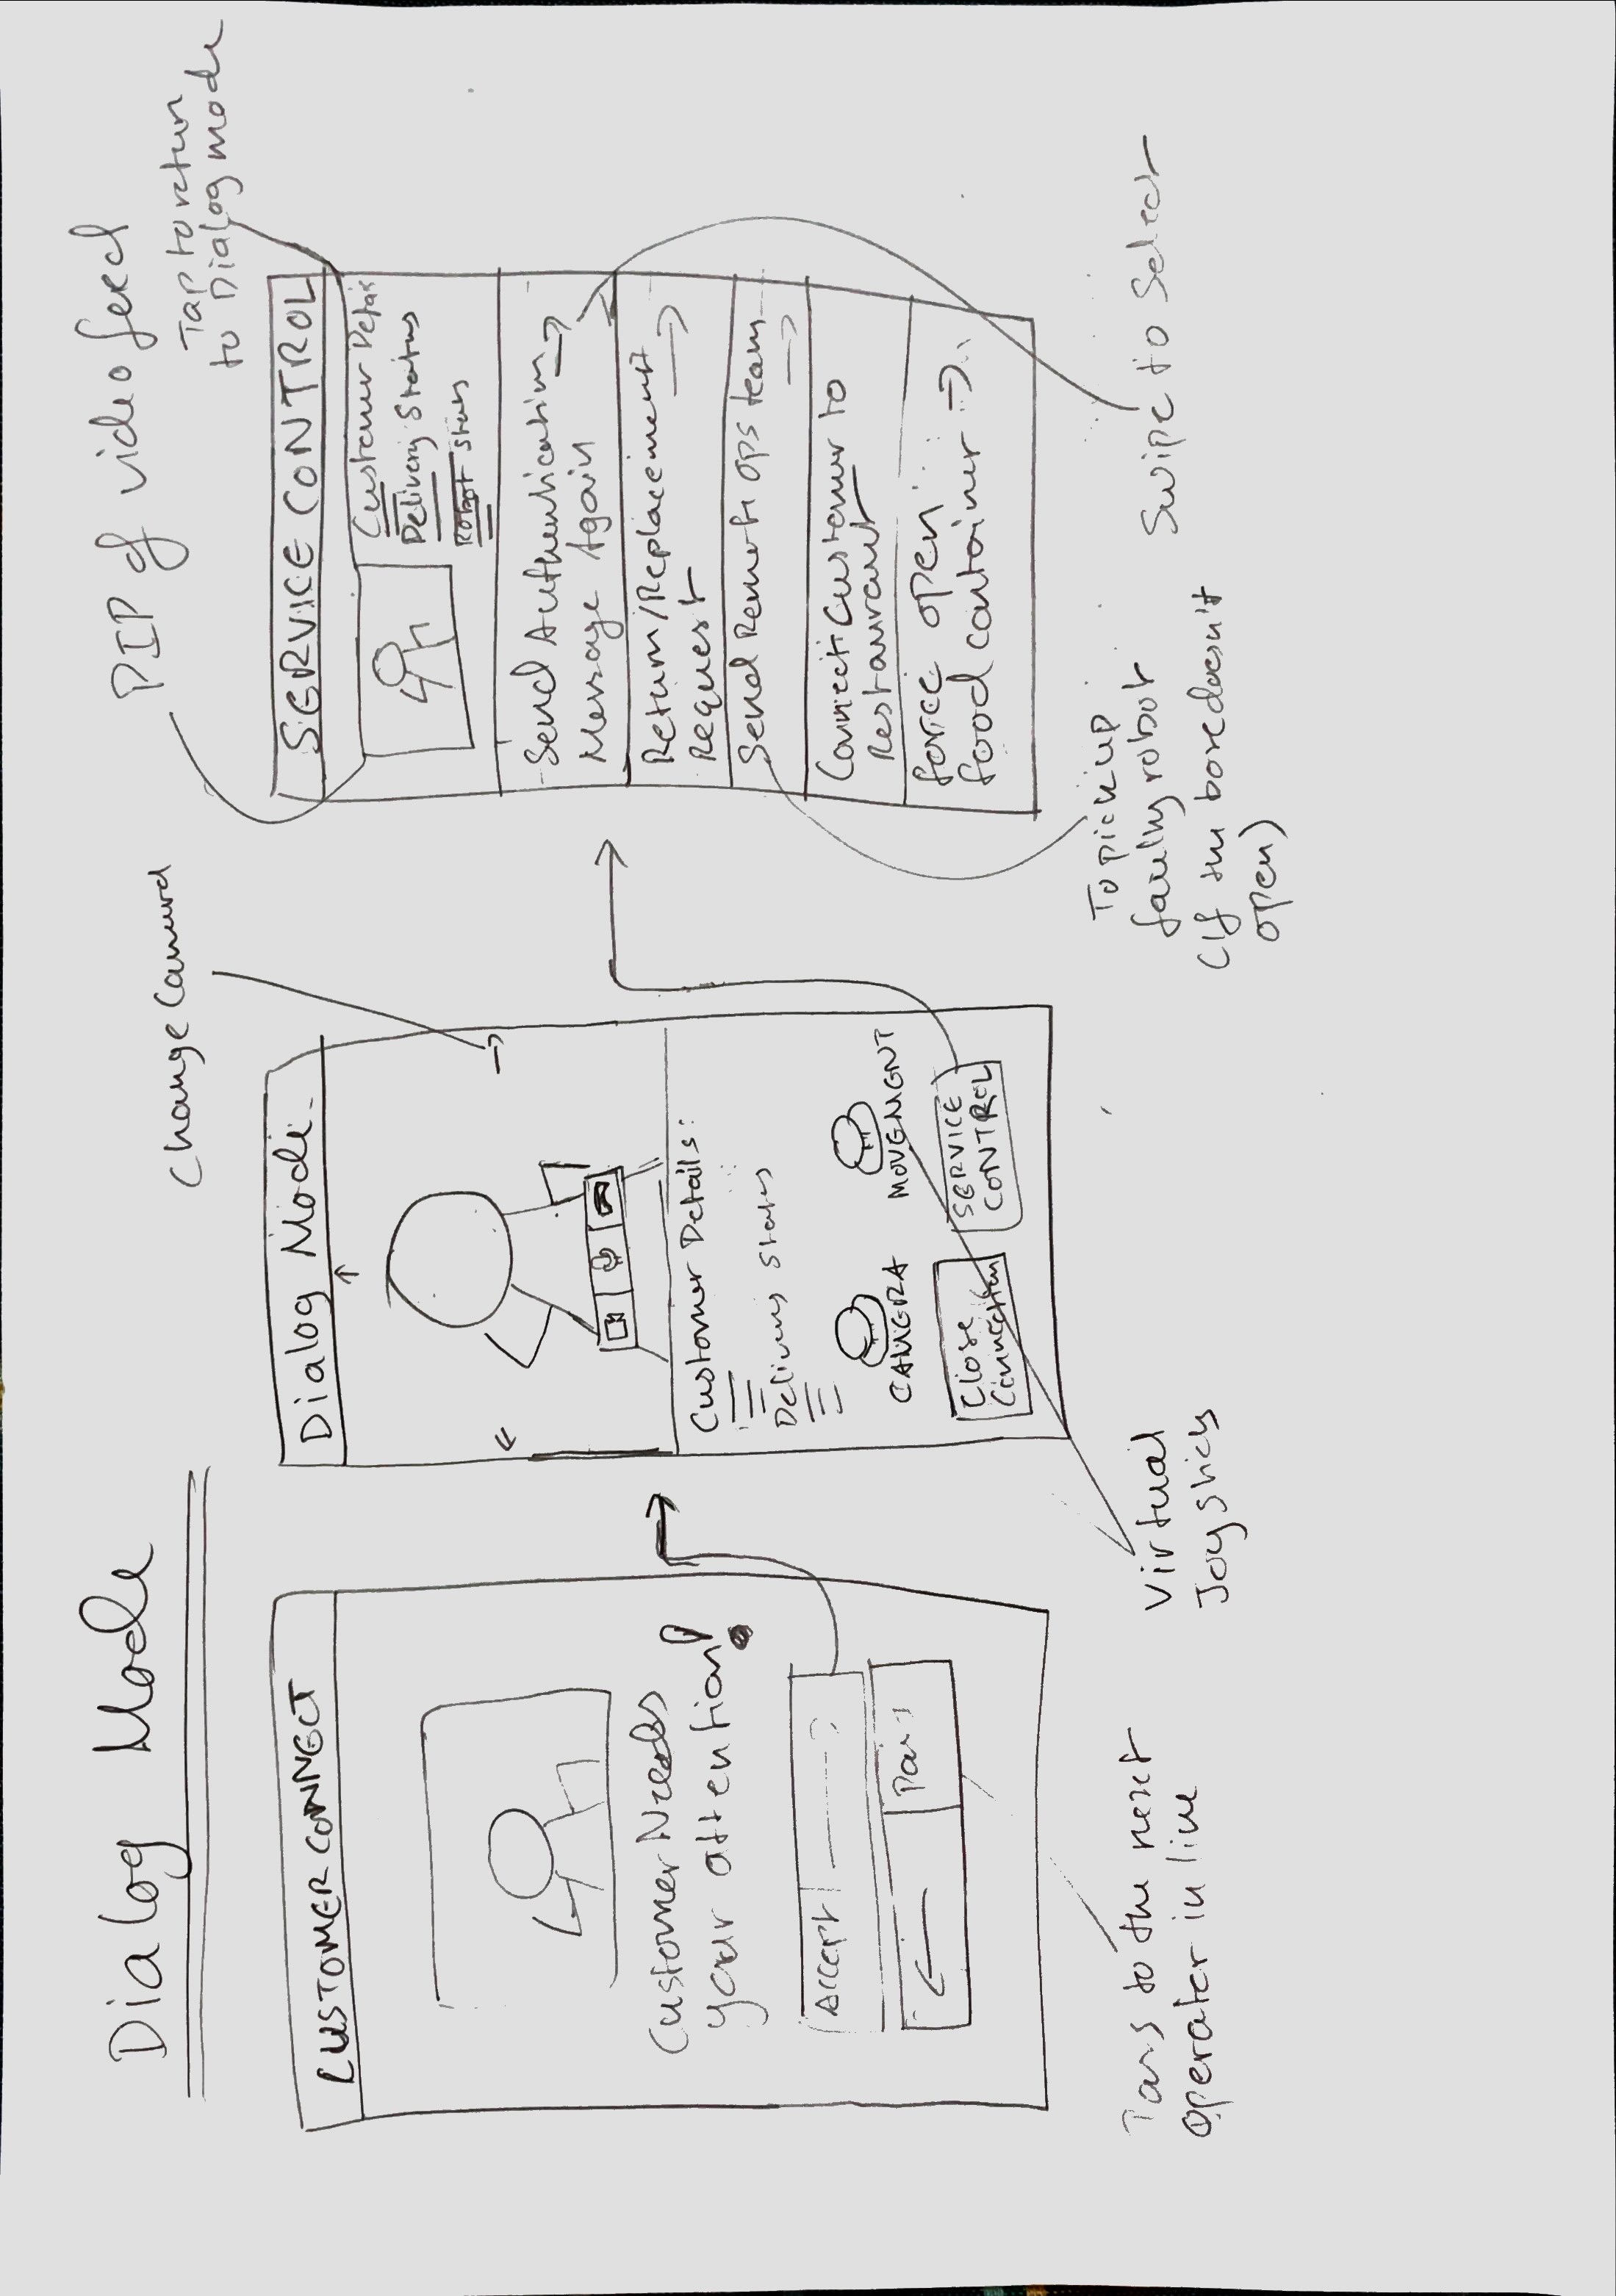 Dialog Mode
CUSTOMER CONNECT
Customer Needs
your attention!
Accept
Pass
Pass to the next
operator in line
Dialog Mode
Change Camera
Customer Details:
Delivery Status
CAMERA
MOVEMENT
Close
Connection
SERVICE
CONTROL
Virtual
Joysticks
PIP of video feed
Tap to return
to Dialog mode
SERVICE CONTROL
Customer Details
Delivery Status
Robot Status
Send Authentication
Message Again
Return/Replacement
Request
Send Remote Ops team
Connect Customer to
Restaurant
force open
food container
To pickup
faulty robot
(If the box doesn't
open)
Swipe to Select